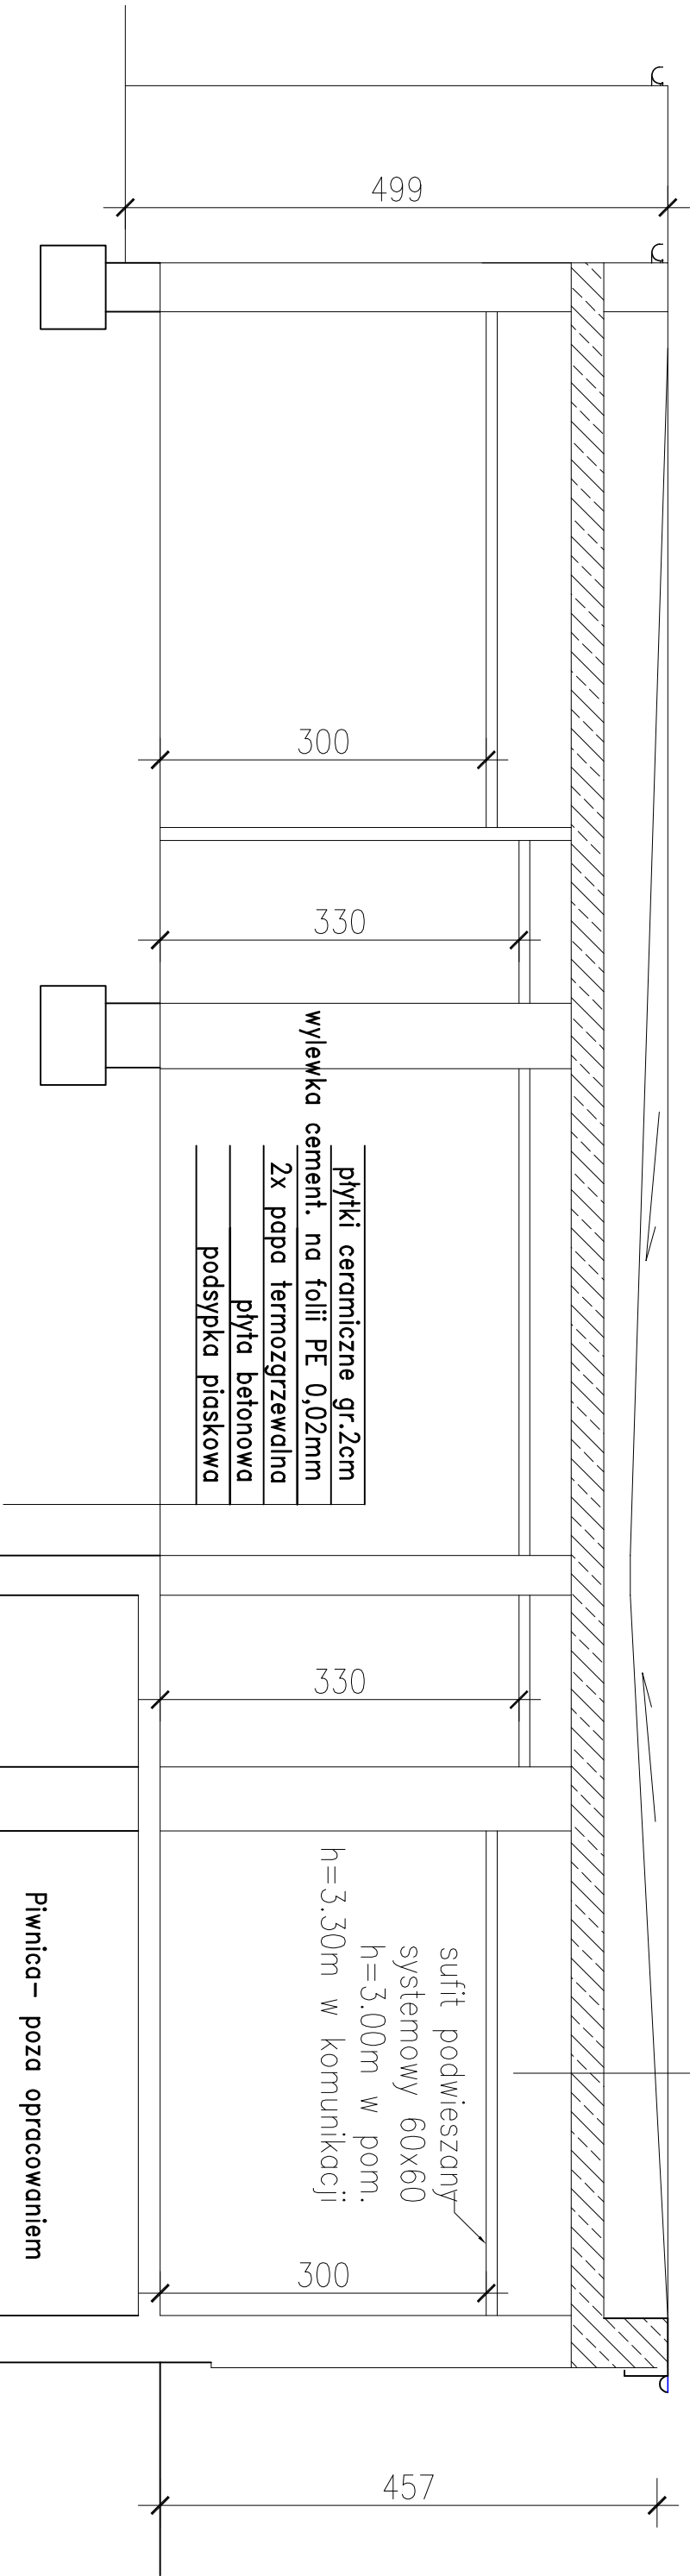 499
300
330
płytki ceramiczne gr.2cm
wylewka cement. na folii PE 0,02mm
2x papa termozgrzewalna
płyta betonowa
podsypka piaskowa
330
sufit podwieszany
systemowy 60x60
h=3.00m w pom.
h=3.30m w komunikacji
Piwnica– poza opracowaniem
300
457